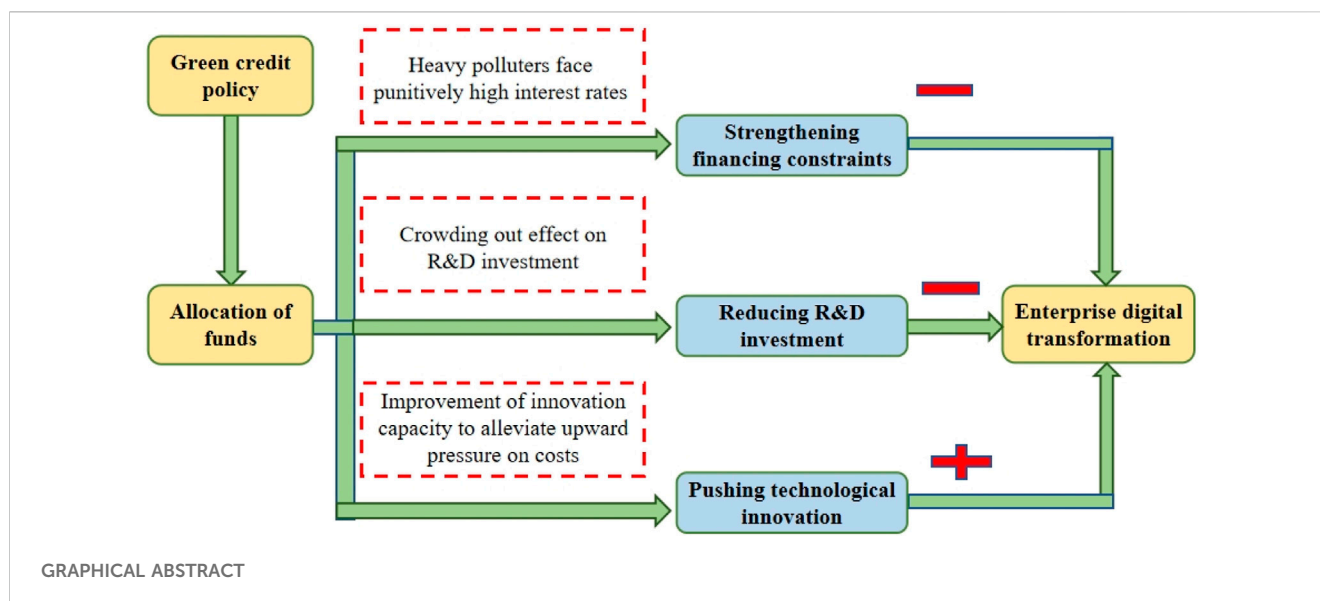 Green credit
policy
Heavy polluters face
punitively high interest rates
Strengthening
financing constraints
Crowding out effect on
R&D investment
Allocation of
funds
Reducing R&D
investment
Enterprise digital
transformation
Improvement of innovation
capacity to alleviate upward
pressure on costs
Pushing technological
innovation
GRAPHICAL ABSTRACT